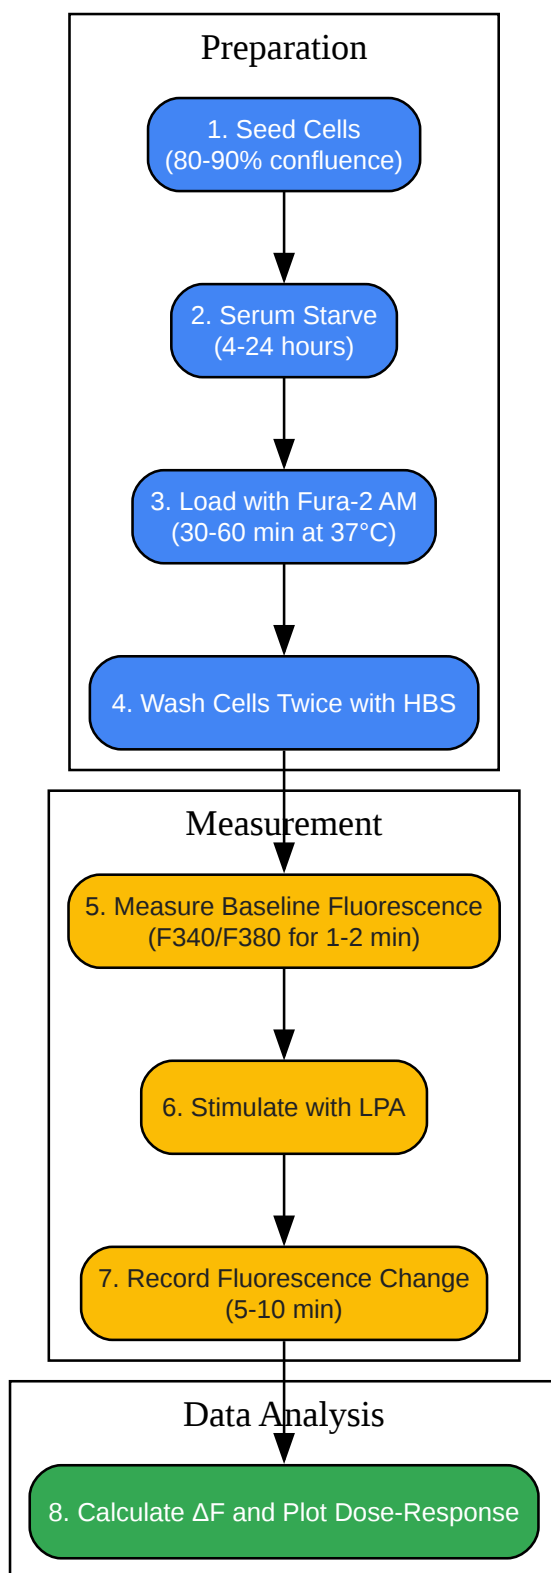 Preparation
1. Seed Cells
(80-90% confluence)
2. Serum Starve
(4-24 hours)
3. Load with Fura-2 AM
(30-60 min at 37°C)
4. Wash Cells Twice with HBS
Measurement
5. Measure Baseline Fluorescence
(F340/F380 for 1-2 min)
6. Stimulate with LPA
7. Record Fluorescence Change
(5-10 min)
Data Analysis
8. Calculate ΔF and Plot Dose-Response